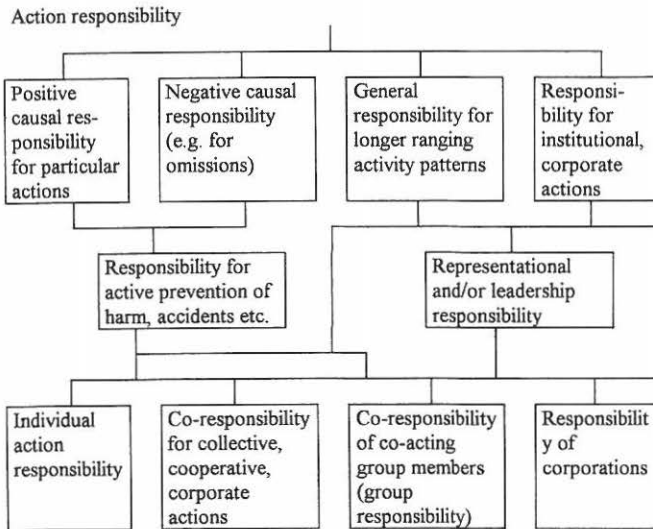 Action responsibility
Positive
causal res-
ponsibility
for particular
actions
Negative causal
responsibility
(e.g. for
omissions)
General
responsibility for
longer ranging
activity patterns
Responsi-
bility for
institutional,
corporate
actions
Responsibility for
active prevention of
harm, accidents etc.
Representational
and/or leadership
responsibility
Individual
action
responsibility
Co-responsibility
for collective,
cooperative,
corporate
actions
Co-responsibility
of co-acting
group members
(group
responsibility)
Responsibilit
y of
corporations